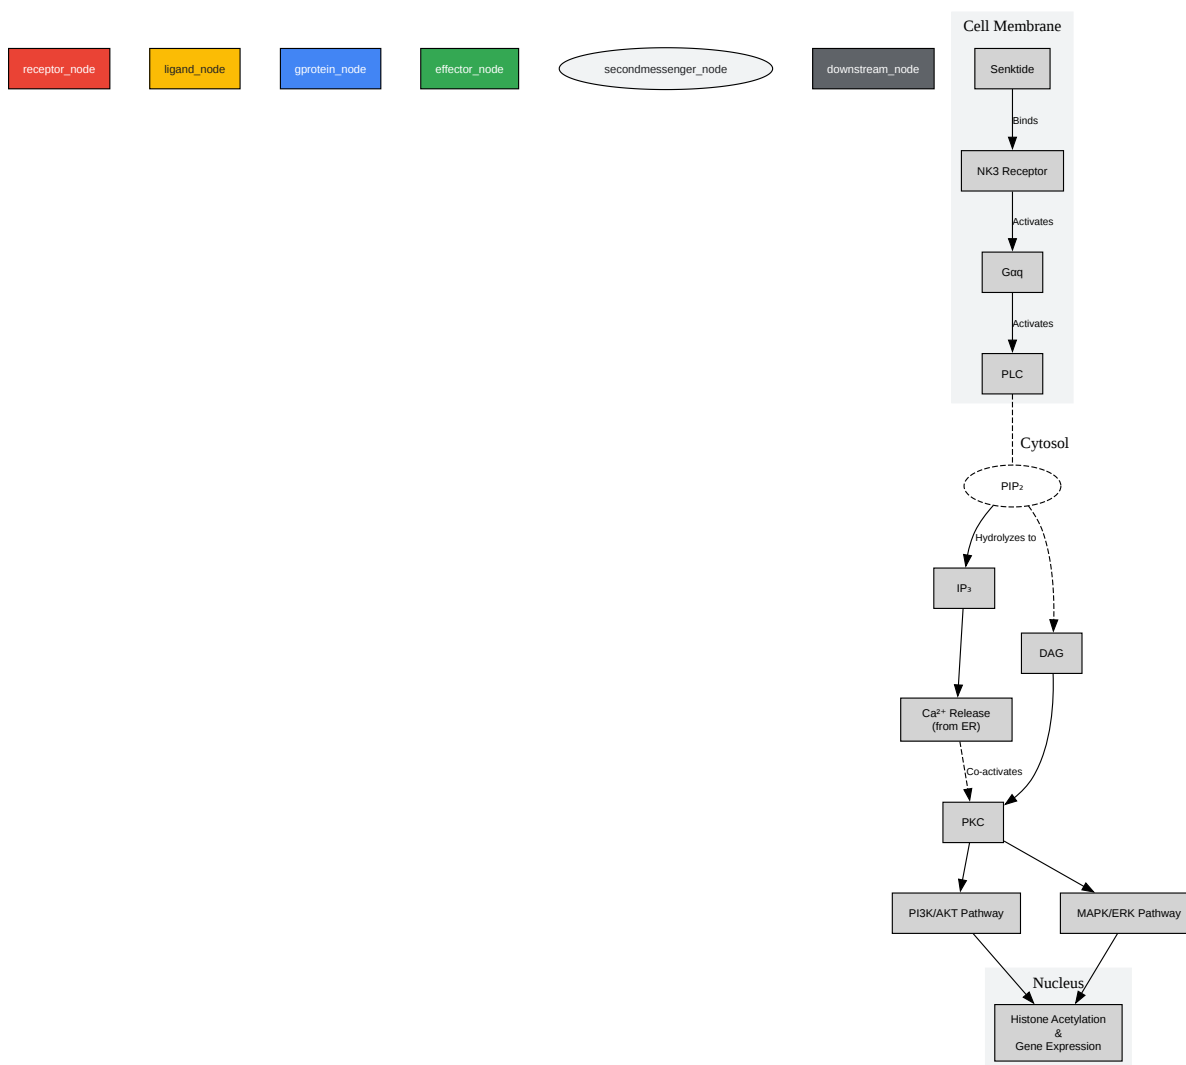 Cell Membrane
receptor_node
ligand_node
gprotein_node
effector_node
secondmessenger_node
downstream_node
Senktide
Binds
NK3 Receptor
Activates
Gαq
Activates
PLC
Cytosol
PIP₂
Hydrolyzes to
IP₃
DAG
Ca²⁺ Release
(from ER)
Co-activates
PKC
PI3K/AKT Pathway
MAPK/ERK Pathway
Nucleus
Histone Acetylation
&
Gene Expression